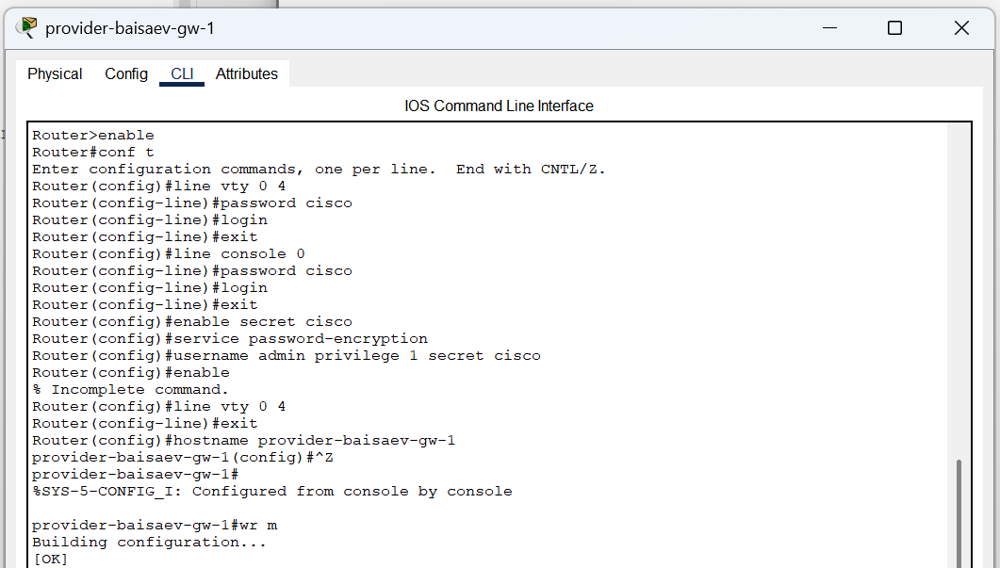 provider-baisaev-gw-1
Physical Config CLI Attributes
IOS Command Line Interface
Router>enable
Router#conf t
Enter configuration commands, one per line.  End with CNTL/Z.
Router(config)#line vty 0 4
Router(config-line)#password cisco
Router(config-line)#login
Router(config-line)#exit
Router(config)#line console 0
Router(config-line)#password cisco
Router(config-line)#login
Router(config-line)#exit
Router(config)#enable secret cisco
Router(config)#service password-encryption
Router(config)#username admin privilege 1 secret cisco
Router(config)#enable
% Incomplete command.
Router(config)#line vty 0 4
Router(config-line)#exit
Router(config)#hostname provider-baisaev-gw-1
provider-baisaev-gw-1(config)#^Z
provider-baisaev-gw-1#
%SYS-5-CONFIG_I: Configured from console by console
provider-baisaev-gw-1#wr m
Building configuration...
[OK]